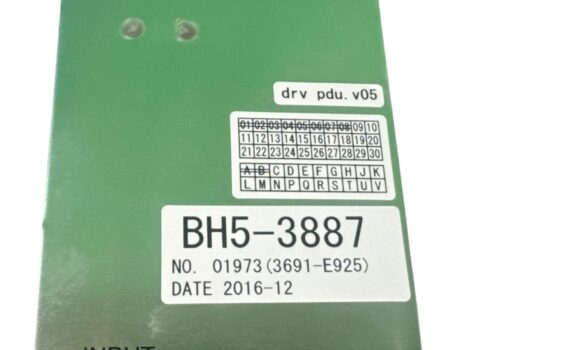 drv pdu.v05
01 02 03 04 05 06 07 08 09 10
11 12 13 14 15 16 17 18 19 20
21 22 23 24 25 26 27 28 29 30
A B C D E F G H J K
L M N P Q R S T U V
BH5-3887
NO. 01973(3691-E925)
DATE 2016-12
INPUT